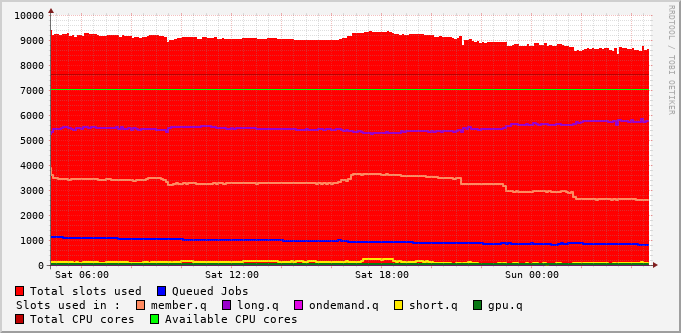 10000
9000
8000
7000
6000
5000
4000
3000
2000
1000
0
Sat 06:00 Sat 12:00 Sat 18:00 Sun 00:00
RRDTOOL / TOBI OETIKER
Total slots used Queued Jobs
Slots used in : member.q long.q ondemand.q short.q gpu.q
Total CPU cores Available CPU cores